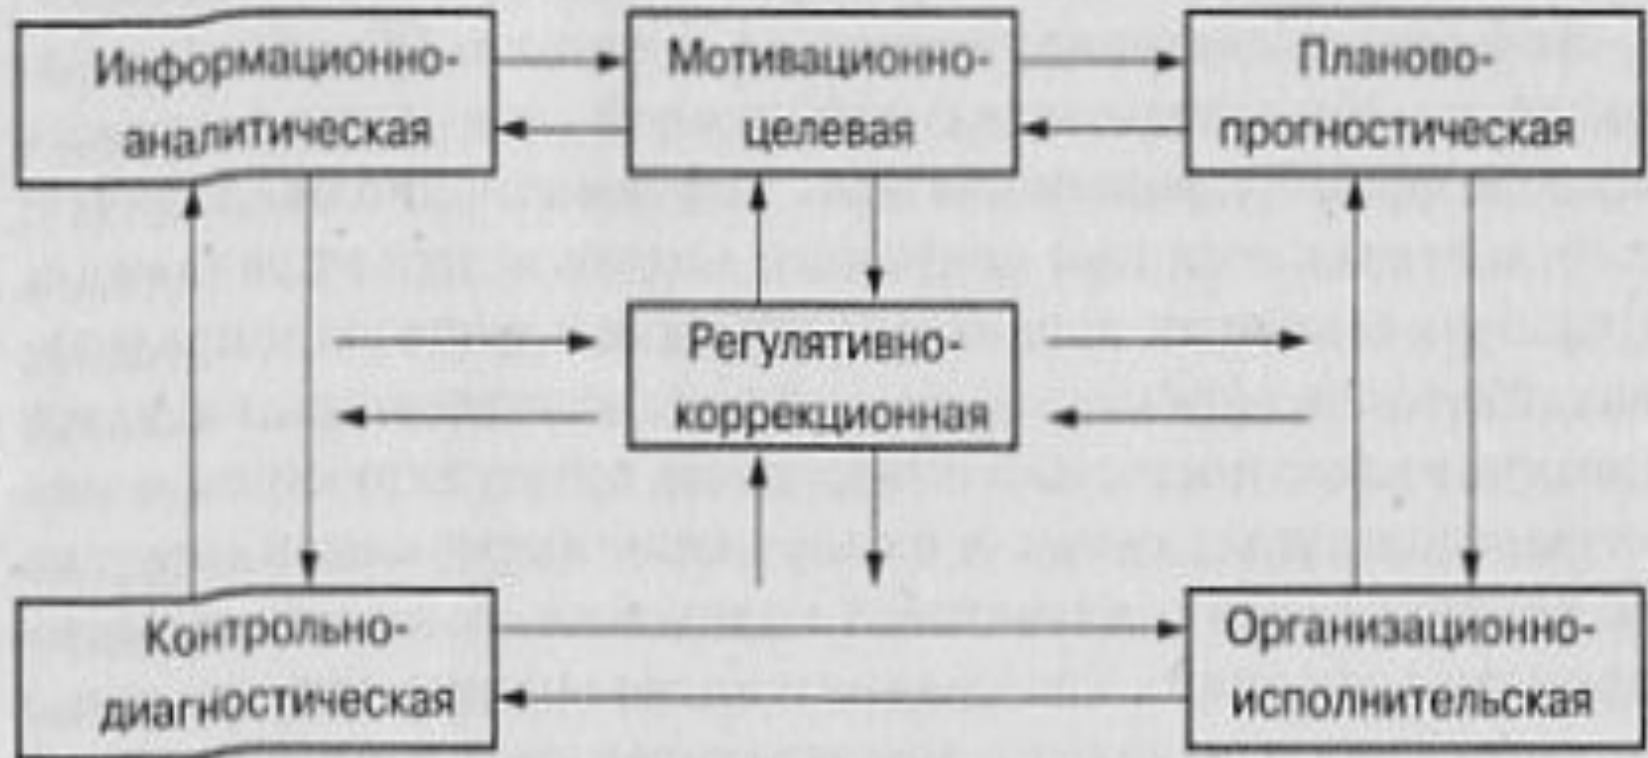 Информационно-
аналитическая
Мотивационно-
целевая
Планово-
прогностическая
Регулятивно-
коррекционная
Контрольно-
диагностическая
Организационно-
исполнительская